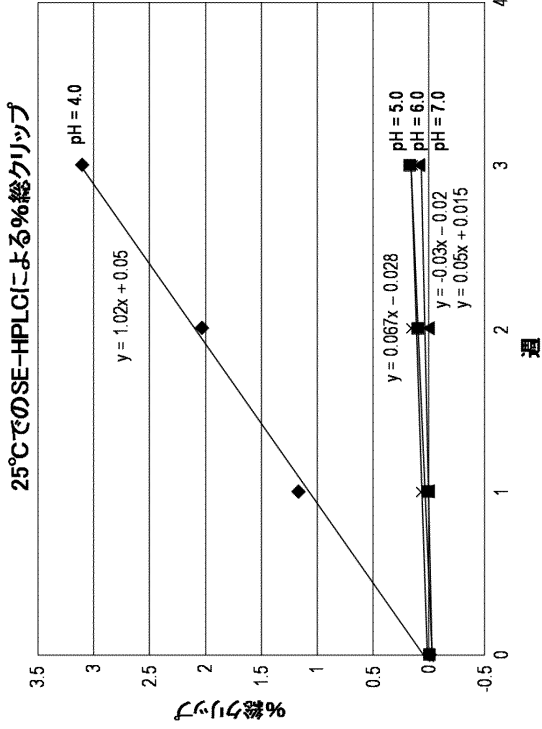 25℃でのSE-HPLCによる%総クリップ
%総クリップ
3.5
3
2.5
2
1.5
1
0.5
0
-0.5
0
1
2
3
4
週
pH = 4.0
y = 1.02x + 0.05
pH = 5.0
pH = 6.0
pH = 7.0
y = 0.067x − 0.028
y = -0.03x − 0.02
y = 0.05x + 0.015